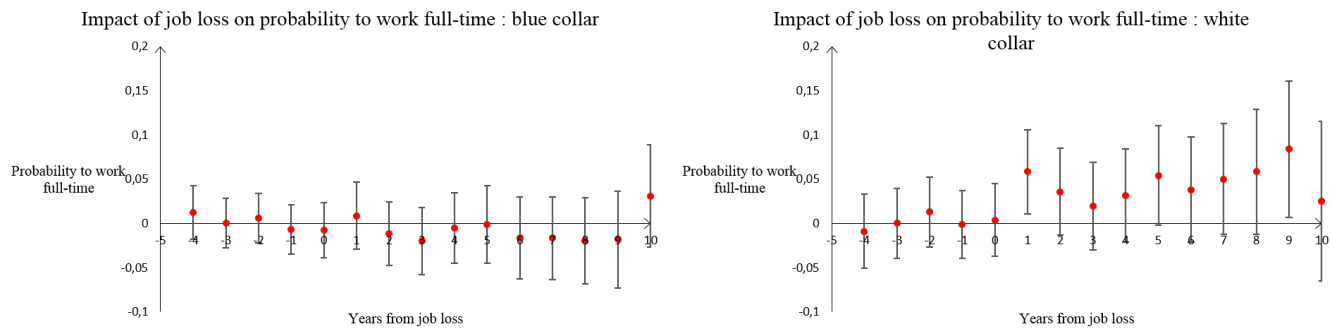 Impact of job loss on probability to work full-time : blue collar
0,2
0,15
0,1
0,05
0
-0,05
-0,1
Probability to work
full-time
-5 -4 -3 -2 -1 0 1 2 3 4 5 6 7 8 9 10
Years from job loss
Impact of job loss on probability to work full-time : white
collar
0,2
0,15
0,1
0,05
0
-0,05
-0,1
Probability to work
full-time
-5 -4 -3 -2 -1 0 1 2 3 4 5 6 7 8 9 10
Years from job loss